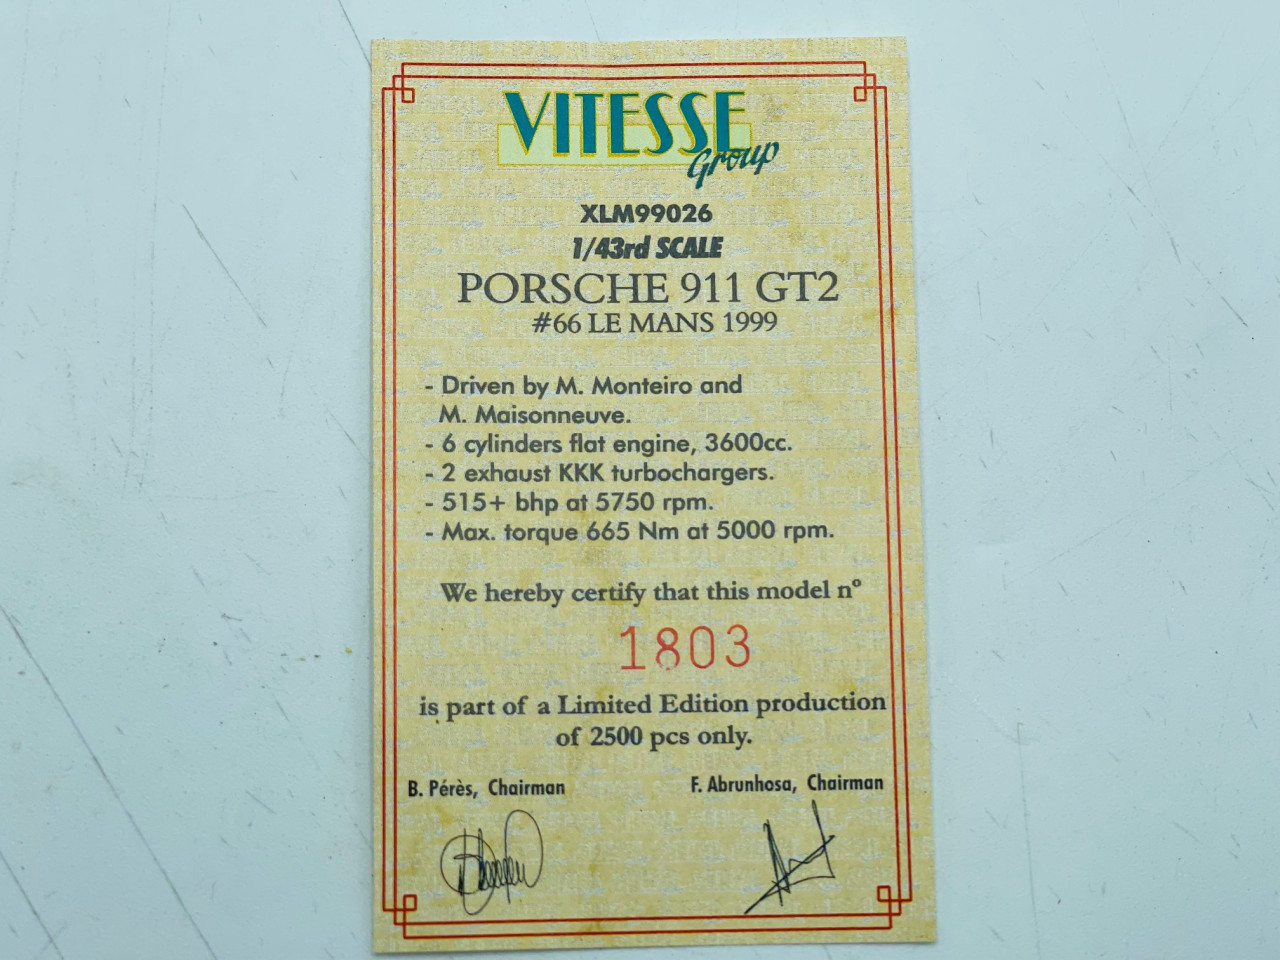 VITESSE
Group
XLM99026
1/43rd SCALE
PORSCHE 911 GT2
#66 LE MANS 1999
- Driven by M. Monteiro and
M. Maisonneuve.
- 6 cylinders flat engine, 3600cc.
- 2 exhaust KKK turbochargers.
- 515+ bhp at 5750 rpm.
- Max. torque 665 Nm at 5000 rpm.
We hereby certify that this model nº
1803
is part of a Limited Edition production
of 2500 pcs only.
B. Pérès, Chairman F. Abrunhosa, Chairman